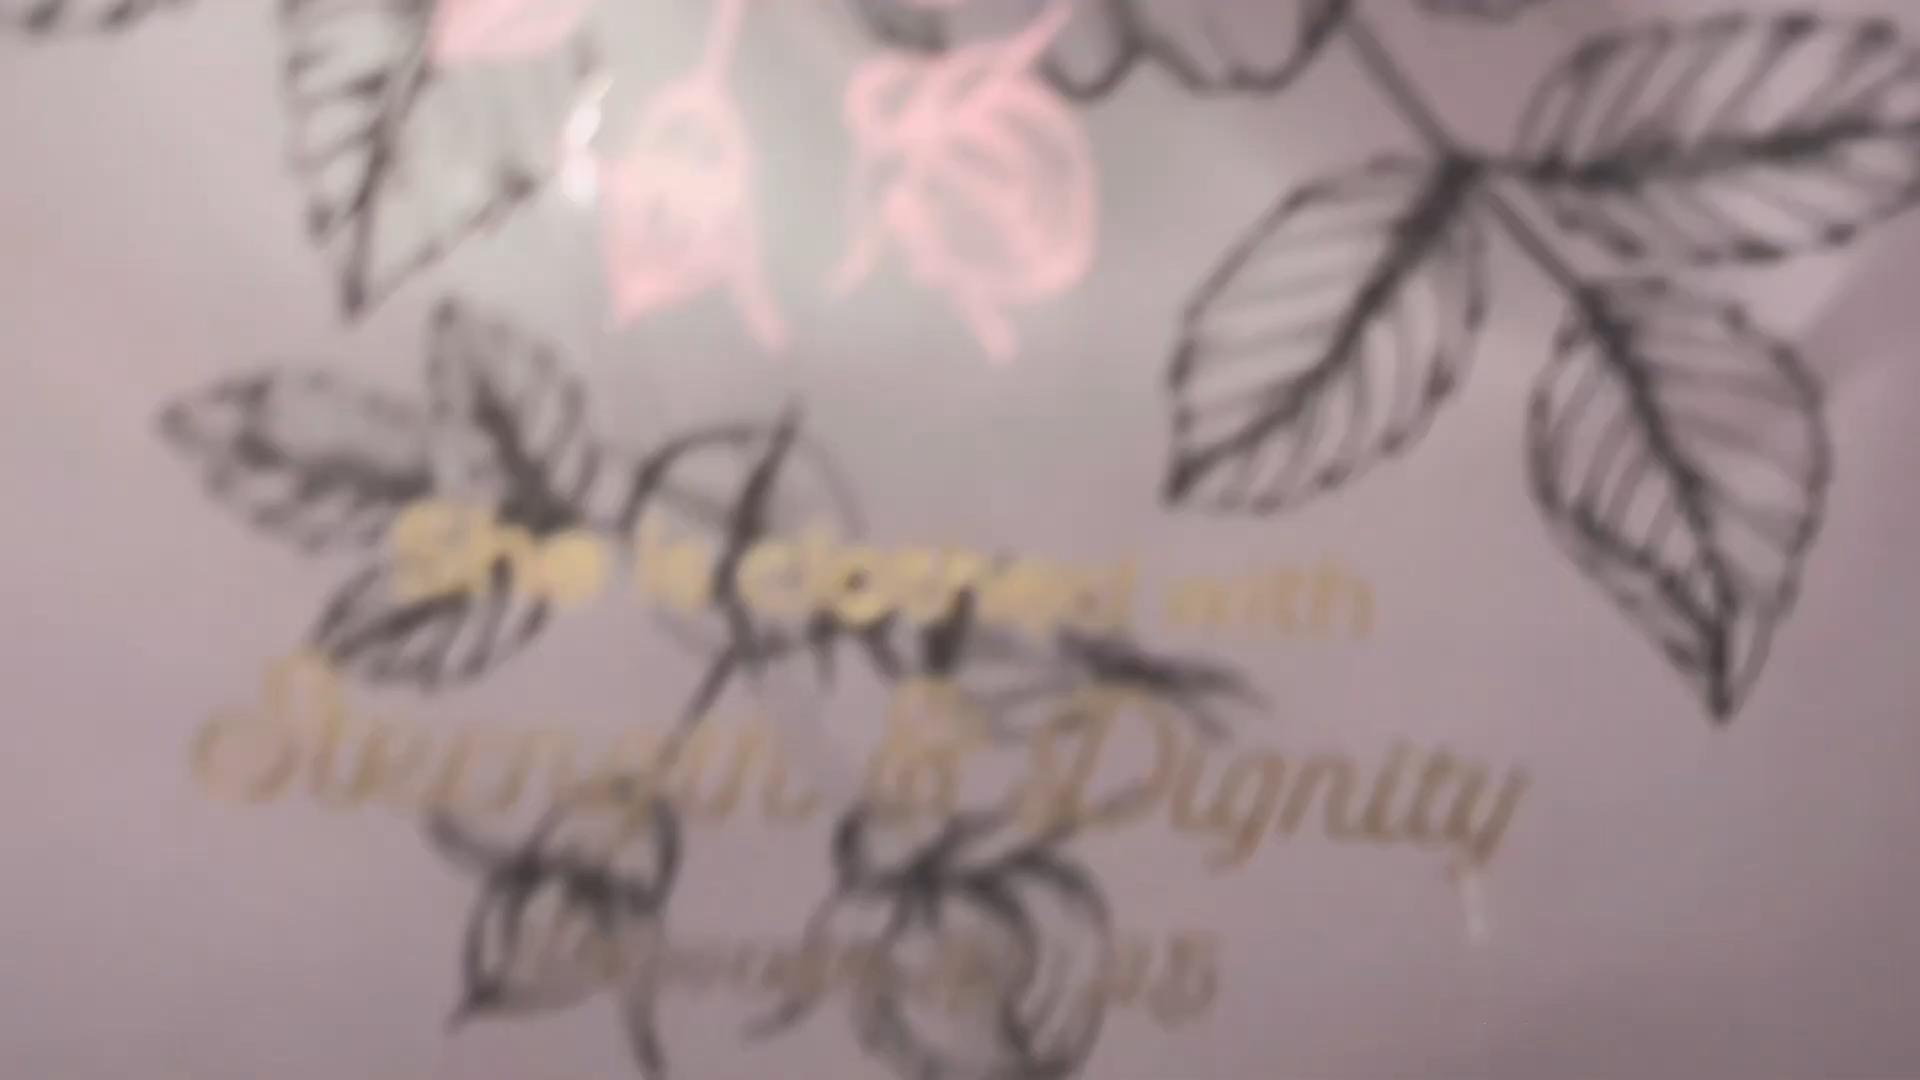 She is clothed with
Strength & Dignity